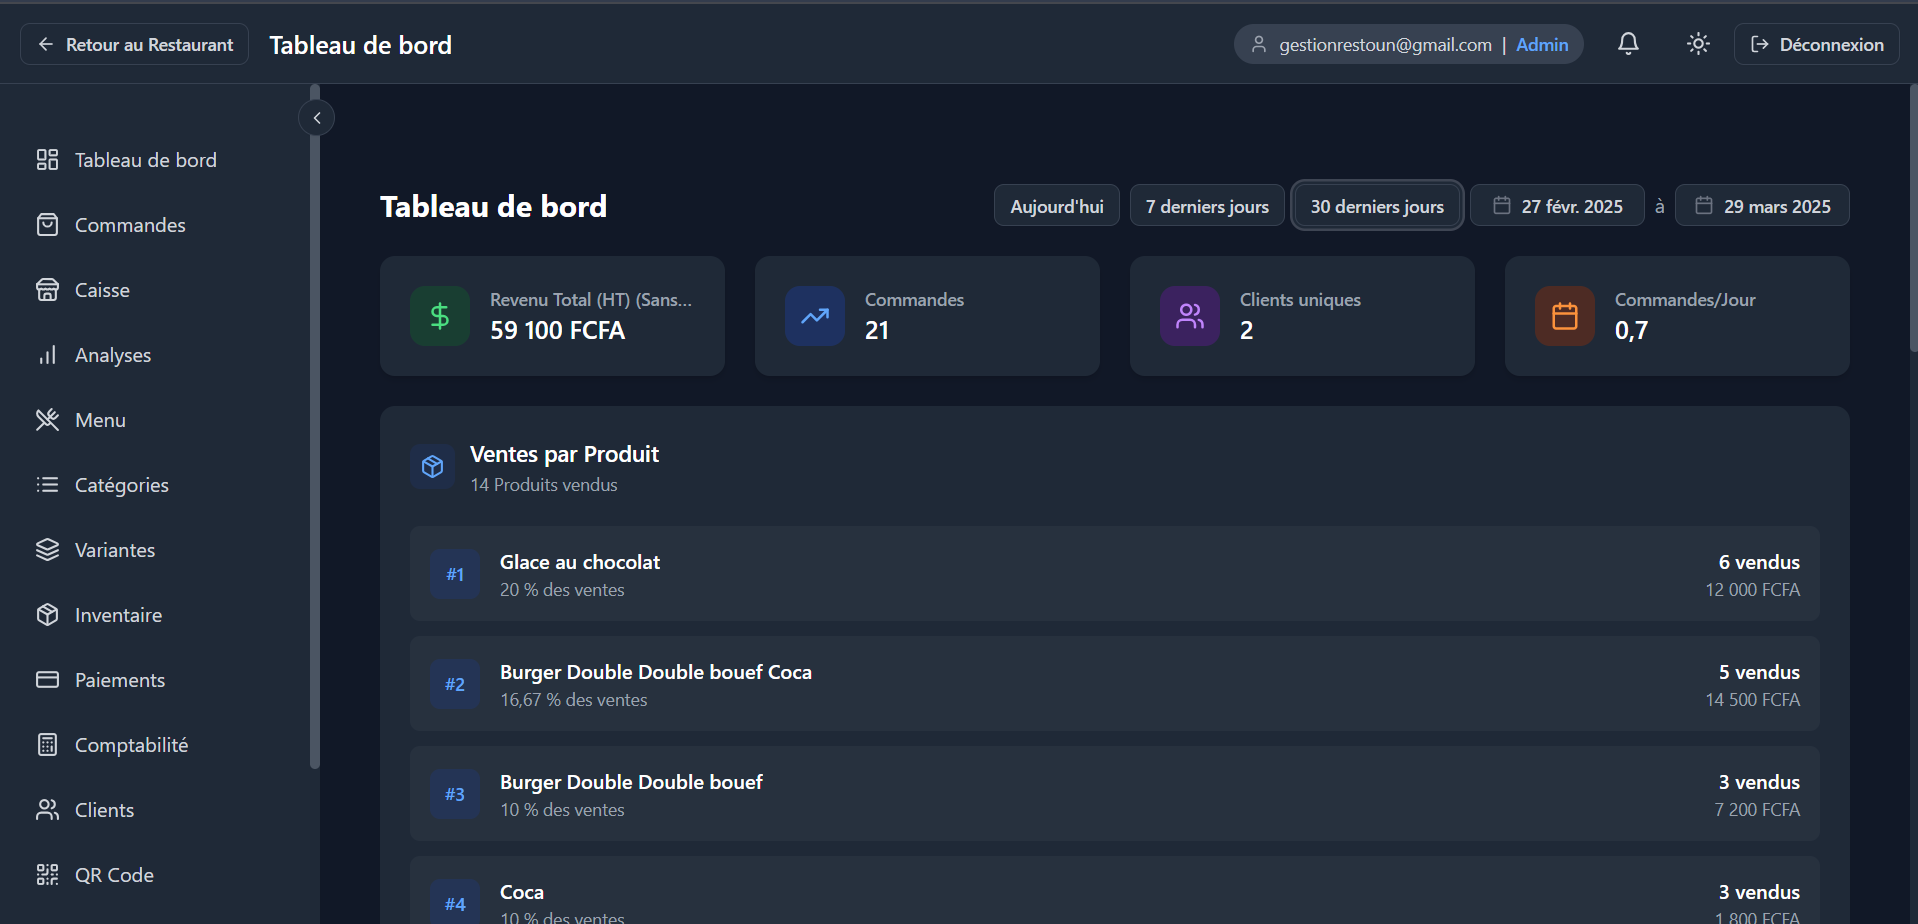 Retour au Restaurant
Tableau de bord
gestionrestoun@gmail.com | Admin
Déconnexion
Tableau de bord
Commandes
Caisse
Analyses
Menu
Catégories
Variantes
Inventaire
Paiements
Comptabilité
Clients
QR Code
Tableau de bord
Aujourd'hui
7 derniers jours
30 derniers jours
27 févr. 2025
à
29 mars 2025
Revenu Total (HT) (Sans...
59 100 FCFA
Commandes
21
Clients uniques
2
Commandes/Jour
0,7
Ventes par Produit
14 Produits vendus
#1
Glace au chocolat
20 % des ventes
6 vendus
12 000 FCFA
#2
Burger Double Double bouef Coca
16,67 % des ventes
5 vendus
14 500 FCFA
#3
Burger Double Double bouef
10 % des ventes
3 vendus
7 200 FCFA
#4
Coca
10 % des ventes
3 vendus
1 800 FCFA